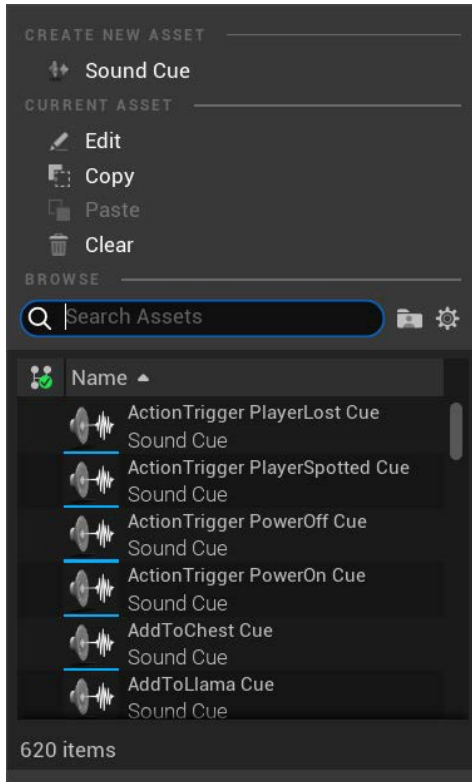 CREATE NEW ASSET
Sound Cue
CURRENT ASSET
Edit
Copy
Paste
Clear
BROWSE
Search Assets
Name
ActionTrigger PlayerLost Cue
Sound Cue
ActionTrigger PlayerSpotted Cue
Sound Cue
ActionTrigger PowerOff Cue
Sound Cue
ActionTrigger PowerOn Cue
Sound Cue
AddToChest Cue
Sound Cue
AddToLlama Cue
Sound Cue
620 items